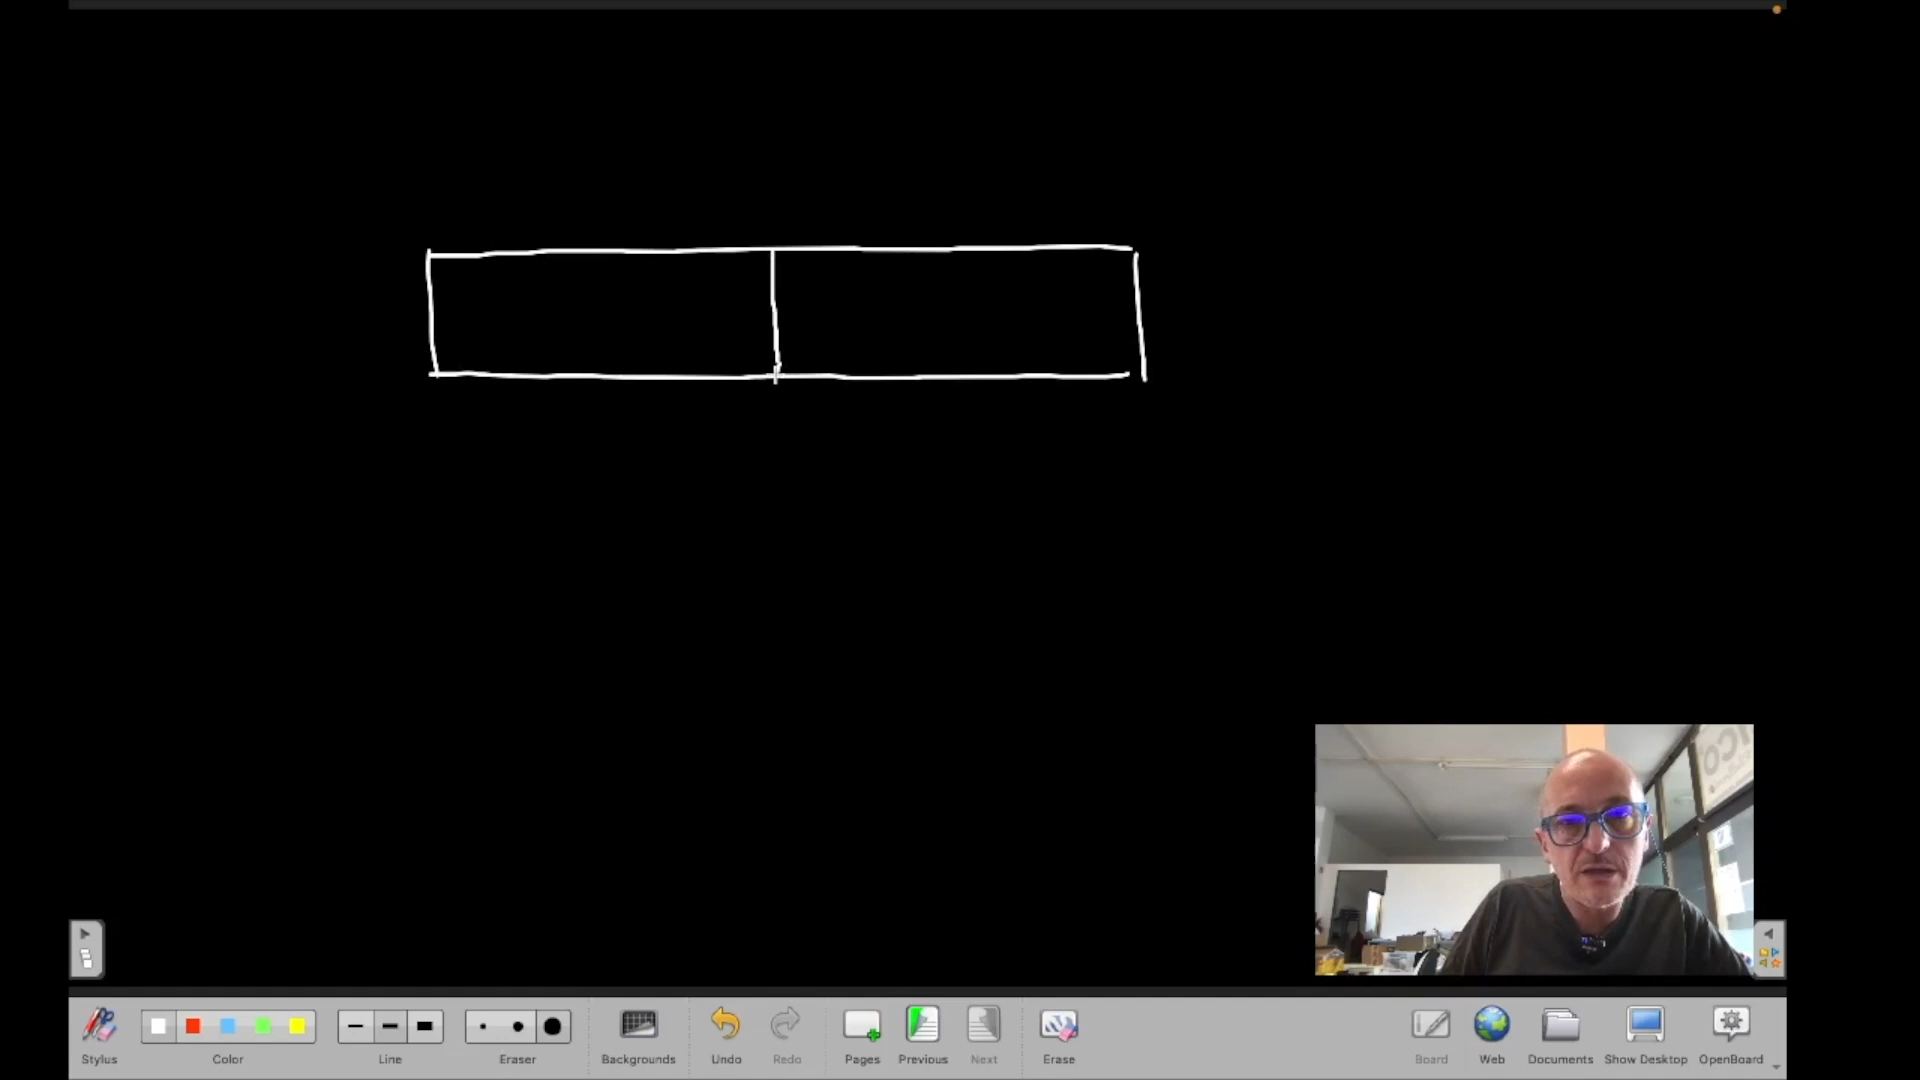 Stylus
Color
Line
Eraser
Backgrounds
Undo
Redo
Pages
Previous
Next
Erase
Board
Web
Documents
Show Desktop
OpenBoard